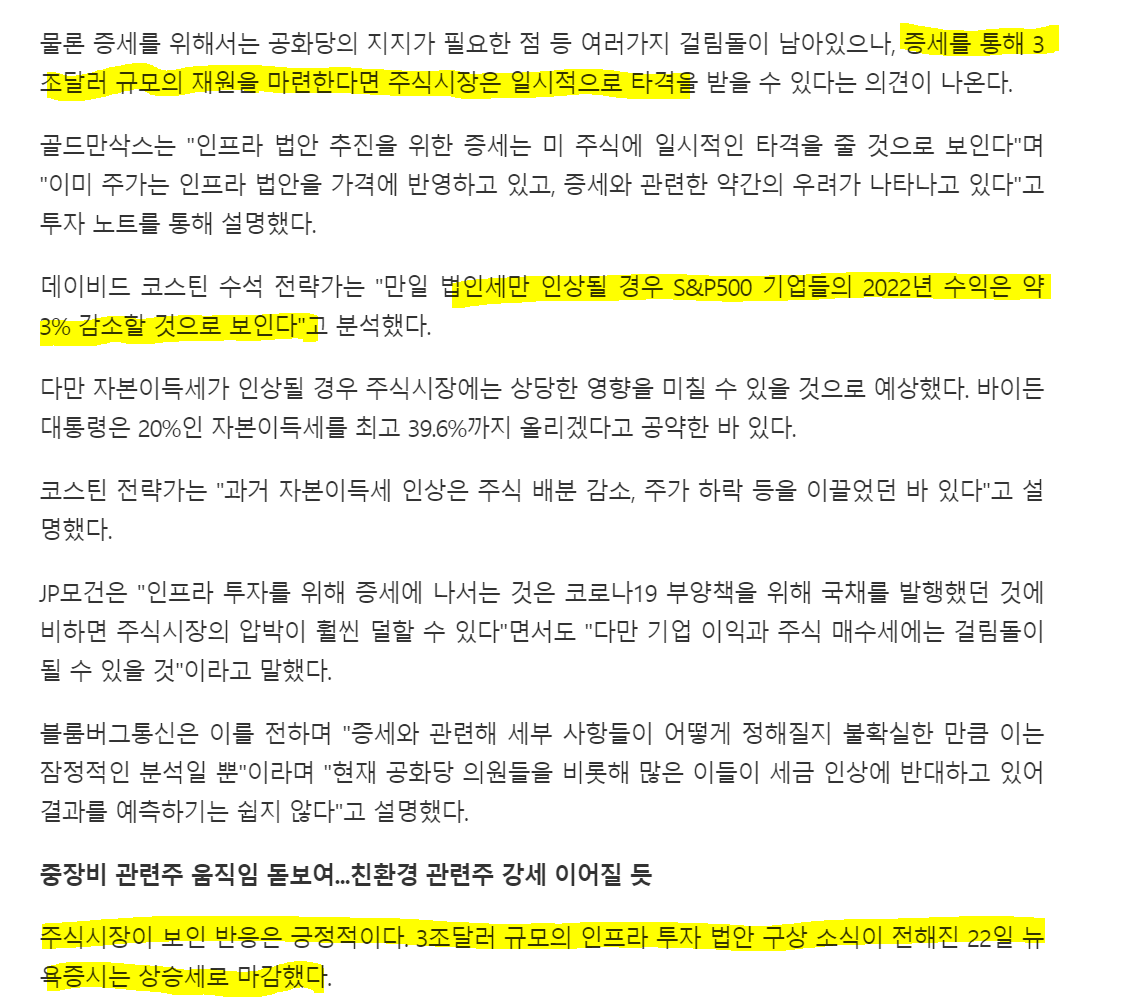 물론 증세를 위해서는 공화당의 지지가 필요한 점 등 여러가지 걸림돌이 남아있으나, 증세를 통해 3
조달러 규모의 재원을 마련한다면 주식시장은 일시적으로 타격을 받을 수 있다는 의견이 나온다.
골드만삭스는 "인프라 법안 추진을 위한 증세는 미 주식에 일시적인 타격을 줄 것으로 보인다"며
"이미 주가는 인프라 법안을 가격에 반영하고 있고, 증세와 관련한 약간의 우려가 나타나고 있다"고
투자 노트를 통해 설명했다.
데이비드 코스틴 수석 전략가는 "만일 법인세만 인상될 경우 S&P500 기업들의 2022년 수익은 약
3% 감소할 것으로 보인다"고 분석했다.
다만 자본이득세가 인상될 경우 주식시장에는 상당한 영향을 미칠 수 있을 것으로 예상했다. 바이든
대통령은 20%인 자본이득세를 최고 39.6%까지 올리겠다고 공약한 바 있다.
코스틴 전략가는 "과거 자본이득세 인상은 주식 배분 감소, 주가 하락 등을 이끌었던 바 있다"고 설
명했다.
JP모건은 "인프라 투자를 위해 증세에 나서는 것은 코로나19 부양책을 위해 국채를 발행했던 것에
비하면 주식시장의 압박이 훨씬 덜할 수 있다"면서도 "다만 기업 이익과 주식 매수세에는 걸림돌이
될 수 있을 것"이라고 말했다.
블룸버그통신은 이를 전하며 "증세와 관련해 세부 사항들이 어떻게 정해질지 불확실한 만큼 이는
잠정적인 분석일 뿐"이라며 "현재 공화당 의원들을 비롯해 많은 이들이 세금 인상에 반대하고 있어
결과를 예측하기는 쉽지 않다"고 설명했다.
중장비 관련주 움직임 돋보여...친환경 관련주 강세 이어질 듯
주식시장이 보인 반응은 긍정적이다. 3조달러 규모의 인프라 투자 법안 구상 소식이 전해진 22일 뉴
욕증시는 상승세로 마감했다.